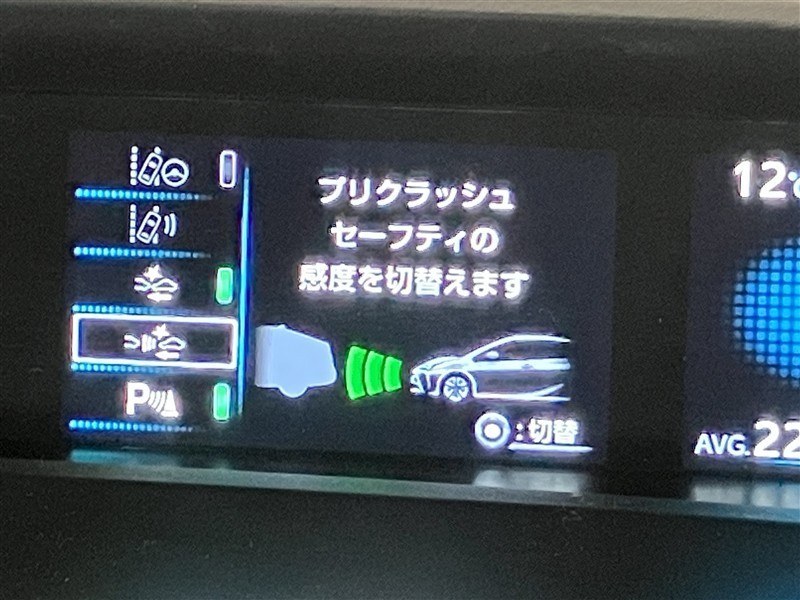 プリクラッシュ
セーフティの
感度を切替えます
:切替
P
12°
AVG.22